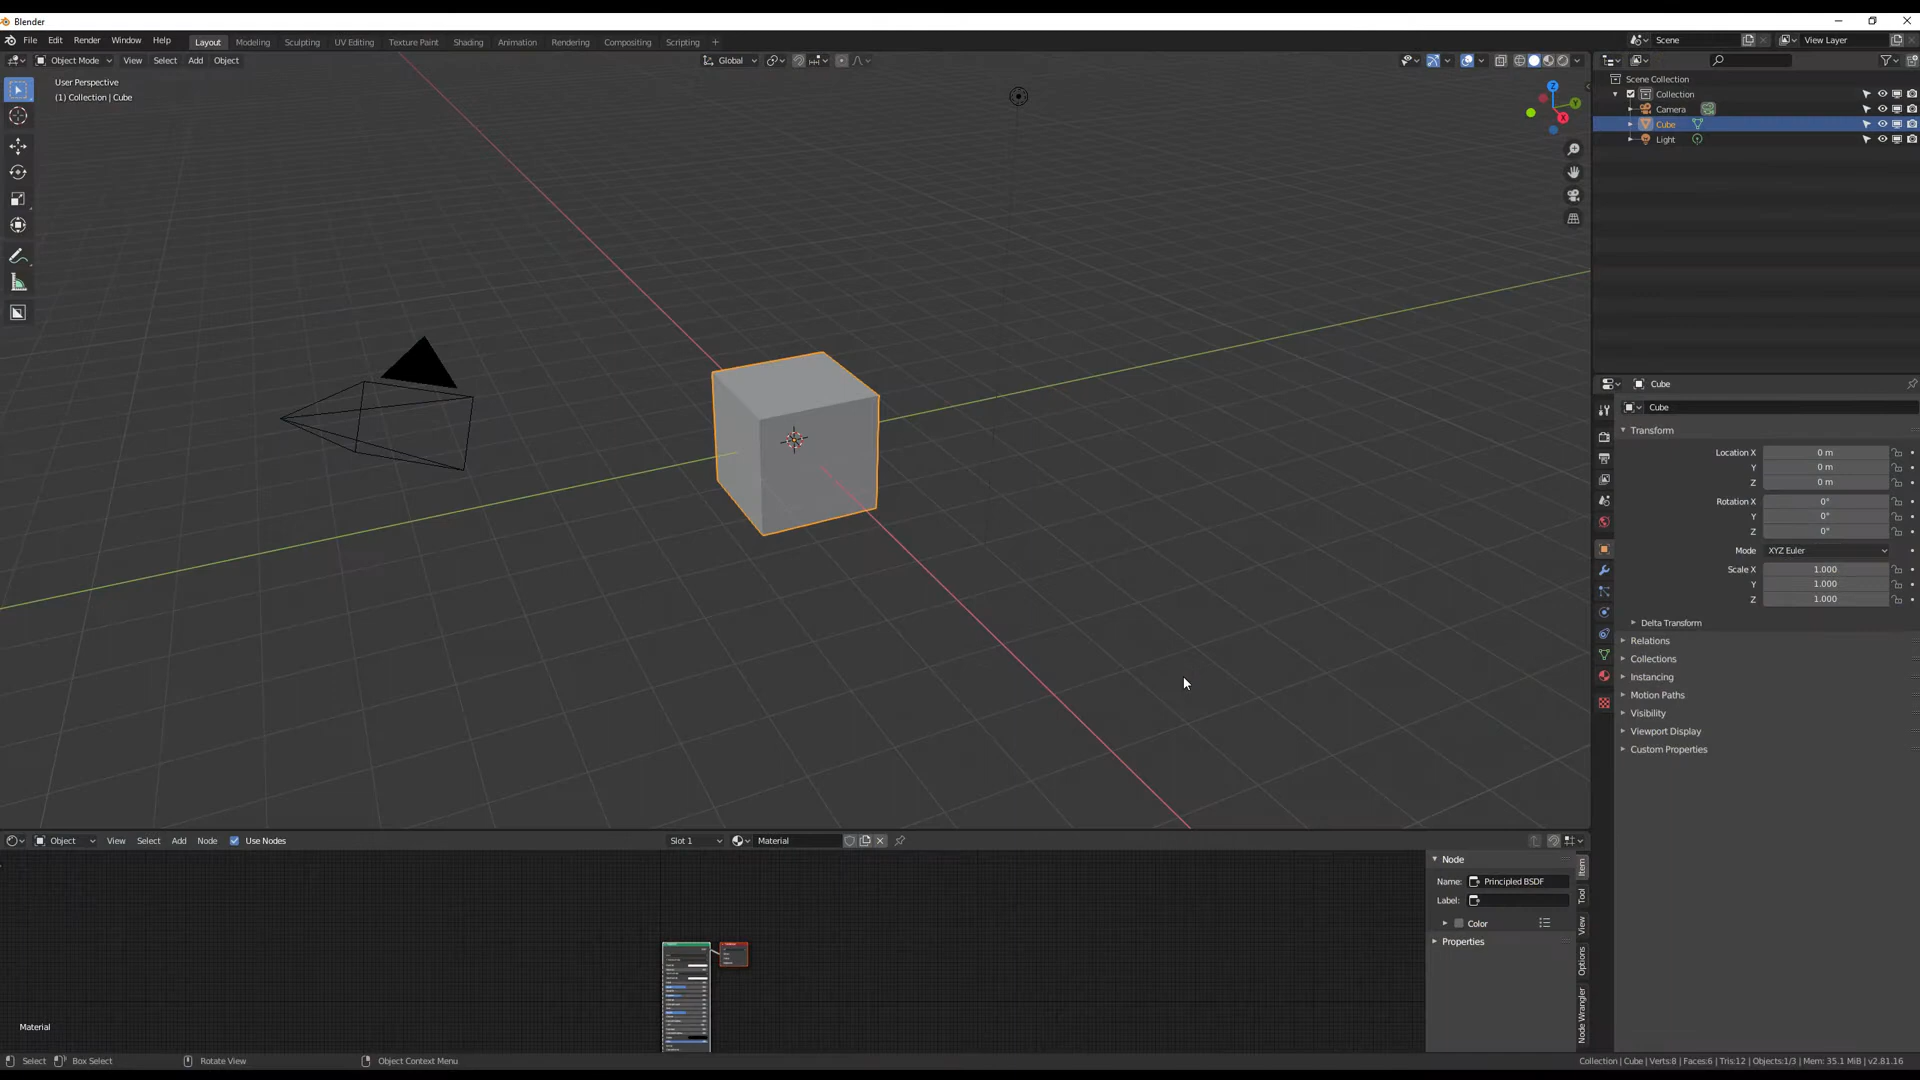 Blender
File Edit Render Window Help Layout Modeling Sculpting UV Editing Texture Paint Shading Animation Rendering Compositing Scripting + Scene View Layer
Object Mode View Select Add Object Global
User Perspective
(1) Collection | Cube
Z
Y
X
Scene Collection
Collection
Camera
Cube
Light
Cube
Cube
Transform
Location X 0 m
Y 0 m
Z 0 m
Rotation X 0°
Y 0°
Z 0°
Mode XYZ Euler
Scale X 1.000
Y 1.000
Z 1.000
Delta Transform
Relations
Collections
Instancing
Motion Paths
Visibility
Viewport Display
Custom Properties
Object View Select Add Node Use Nodes Slot 1 Material
Node
Name: Principled BSDF
Label:
Color
Properties
Item
Tool
View
Options
Node Wrangler
Material
Select Box Select Rotate View Object Context Menu Collection | Cube | Verts:8 | Faces:6 | Tris:12 | Objects:1/3 | Mem: 35.1 MiB | v2.81.16